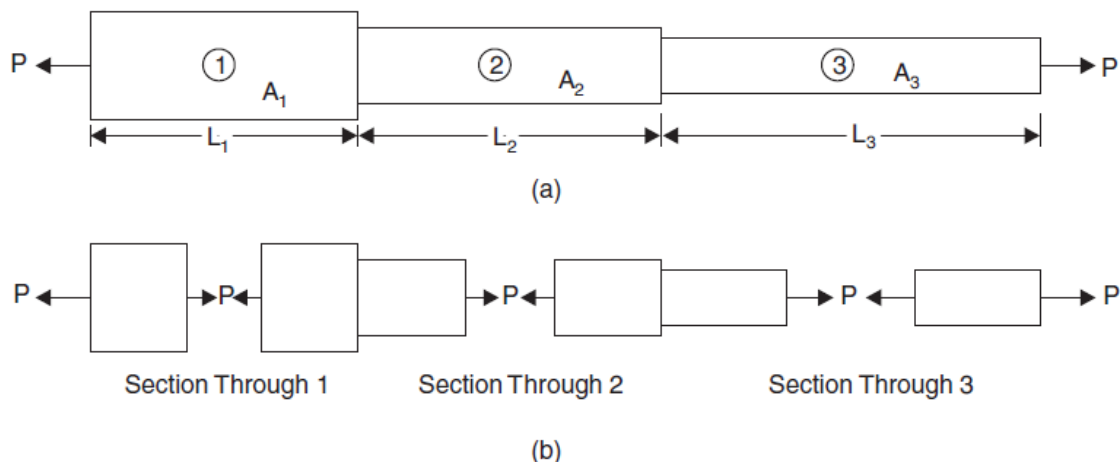 P ① ② ③ P
A₁ A₂ A₃
L₁ L₂ L₃
(a)
P P P P P
Section Through 1 Section Through 2 Section Through 3
(b)